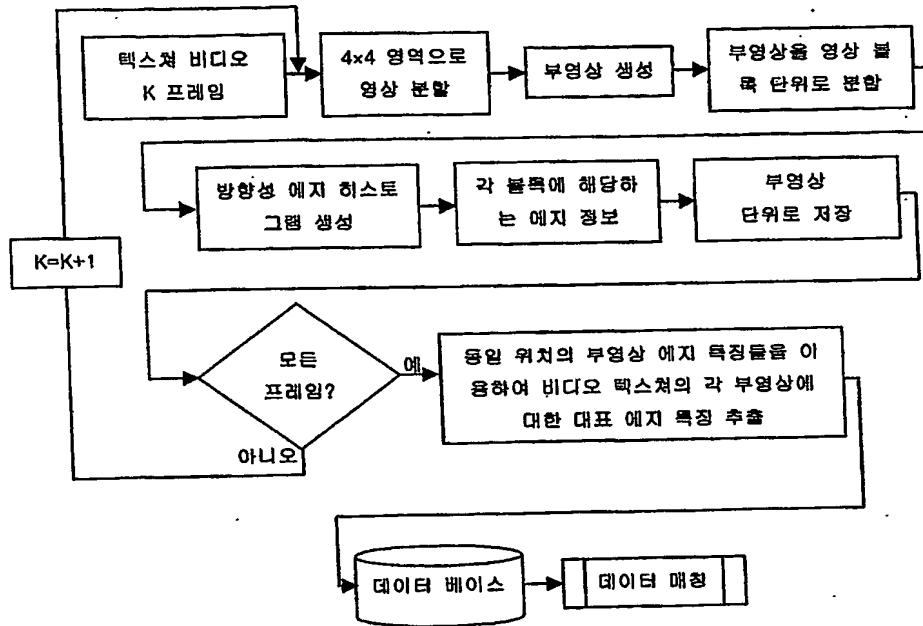 텍스쳐 비디오
K 프레임
4×4 영역으로
영상 분할
부영상 생성
부영상을 영상 블
록 단위로 분할
방향성 에지 히스토
그램 생성
각 블록에 해당하
는 에지 정보
부영상
단위로 저장
K=K+1
모든
프레임?
예
아니오
동일 위치의 부영상 에지 특징들을 이
용하여 비디오 텍스쳐의 각 부영상에
대한 대표 에지 특징 추출
데이터 베이스
데이터 매칭